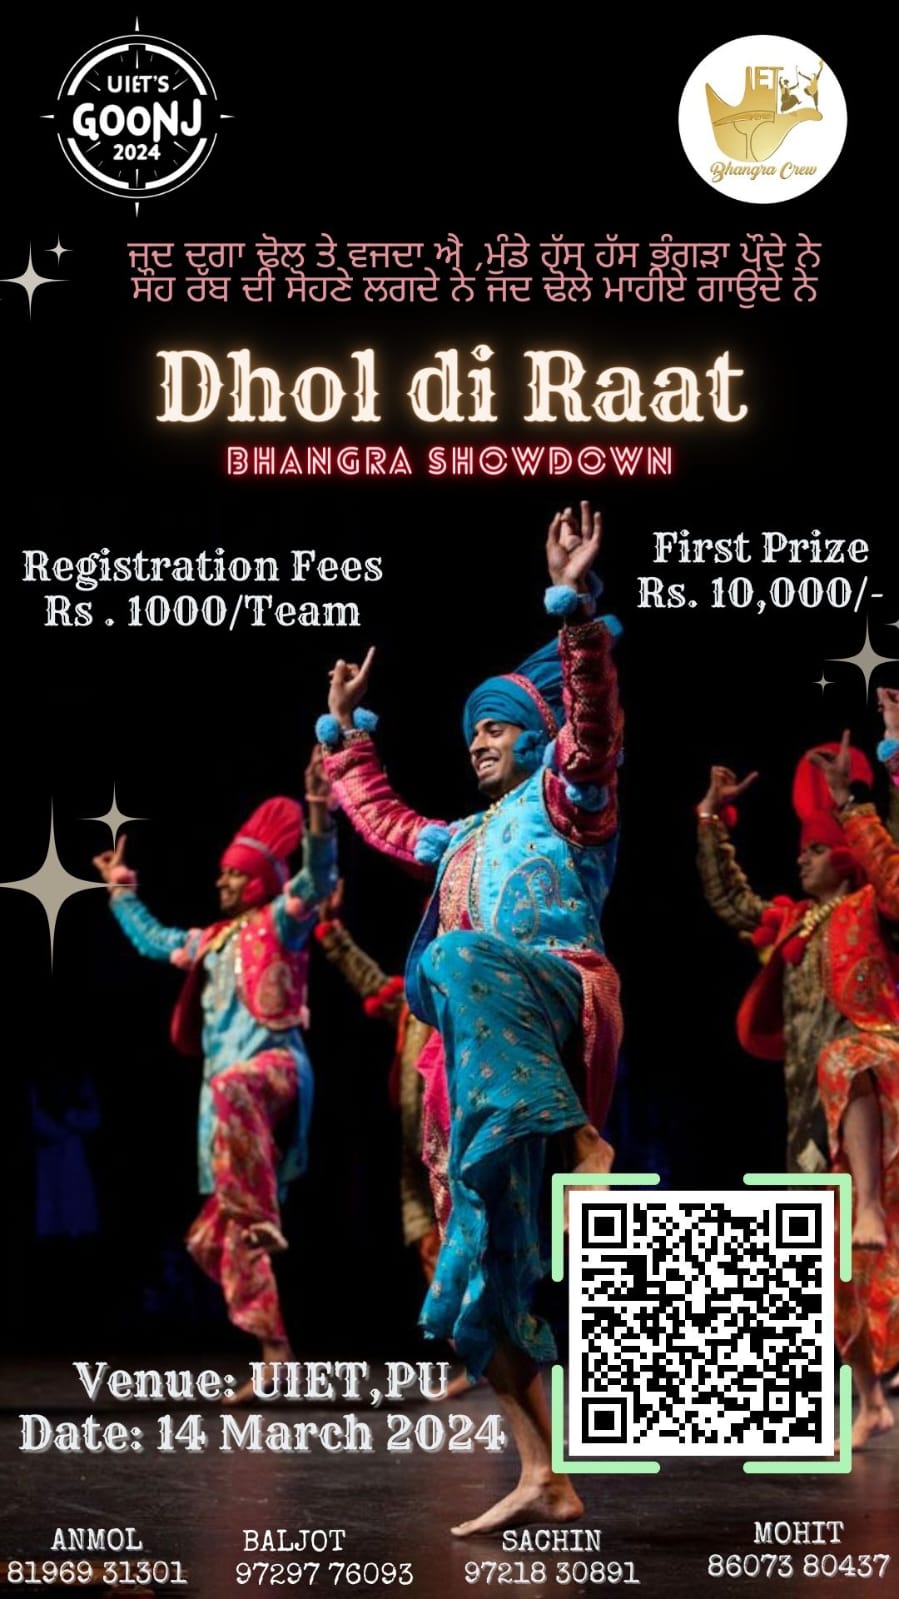 UIET'S
GOONJ
2024
UIET
Bhangra Crew
ਜਦ ਦਗਾ ਢੋਲ ਤੇ ਵਜਦਾ ਐ ,ਮੁੰਡੇ ਹੱਸ ਹੱਸ ਭੰਗੜਾ ਪੌਂਦੇ ਨੇ
ਸੌਹ ਰੱਬ ਦੀ ਸੋਹਣੇ ਲਗਦੇ ਨੇ ਜਦ ਢੋਲੇ ਮਾਹੀਏ ਗਾਉਂਦੇ ਨੇ
Dhol di Raat
BHANGRA SHOWDOWN
Registration Fees
Rs . 1000/Team
First Prize
Rs. 10,000/-
Venue: UIET,PU
Date: 14 March 2024
ANMOL
81969 31301
BALJOT
97297 76093
SACHIN
97218 30891
MOHIT
86073 80437